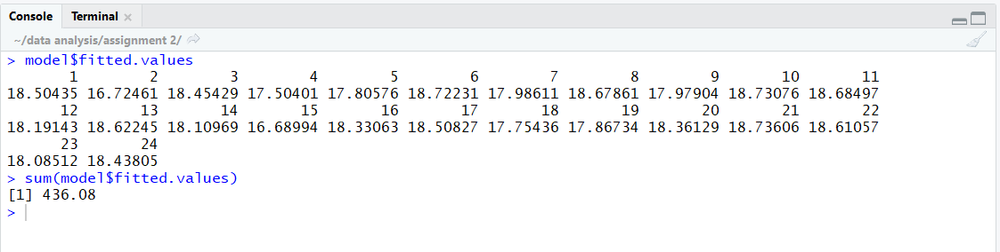 Console Terminal ×
~/data analysis/assignment 2/
> model$fitted.values
1 2 3 4 5 6 7 8 9 10 11
18.50435 16.72461 18.45429 17.50401 17.80576 18.72231 17.98611 18.67861 17.97904 18.73076 18.68497
12 13 14 15 16 17 18 19 20 21 22
18.19143 18.62245 18.10969 16.68994 18.33063 18.50827 17.75436 17.86734 18.36129 18.73606 18.61057
23 24
18.08512 18.43805
> sum(model$fitted.values)
[1] 436.08
>